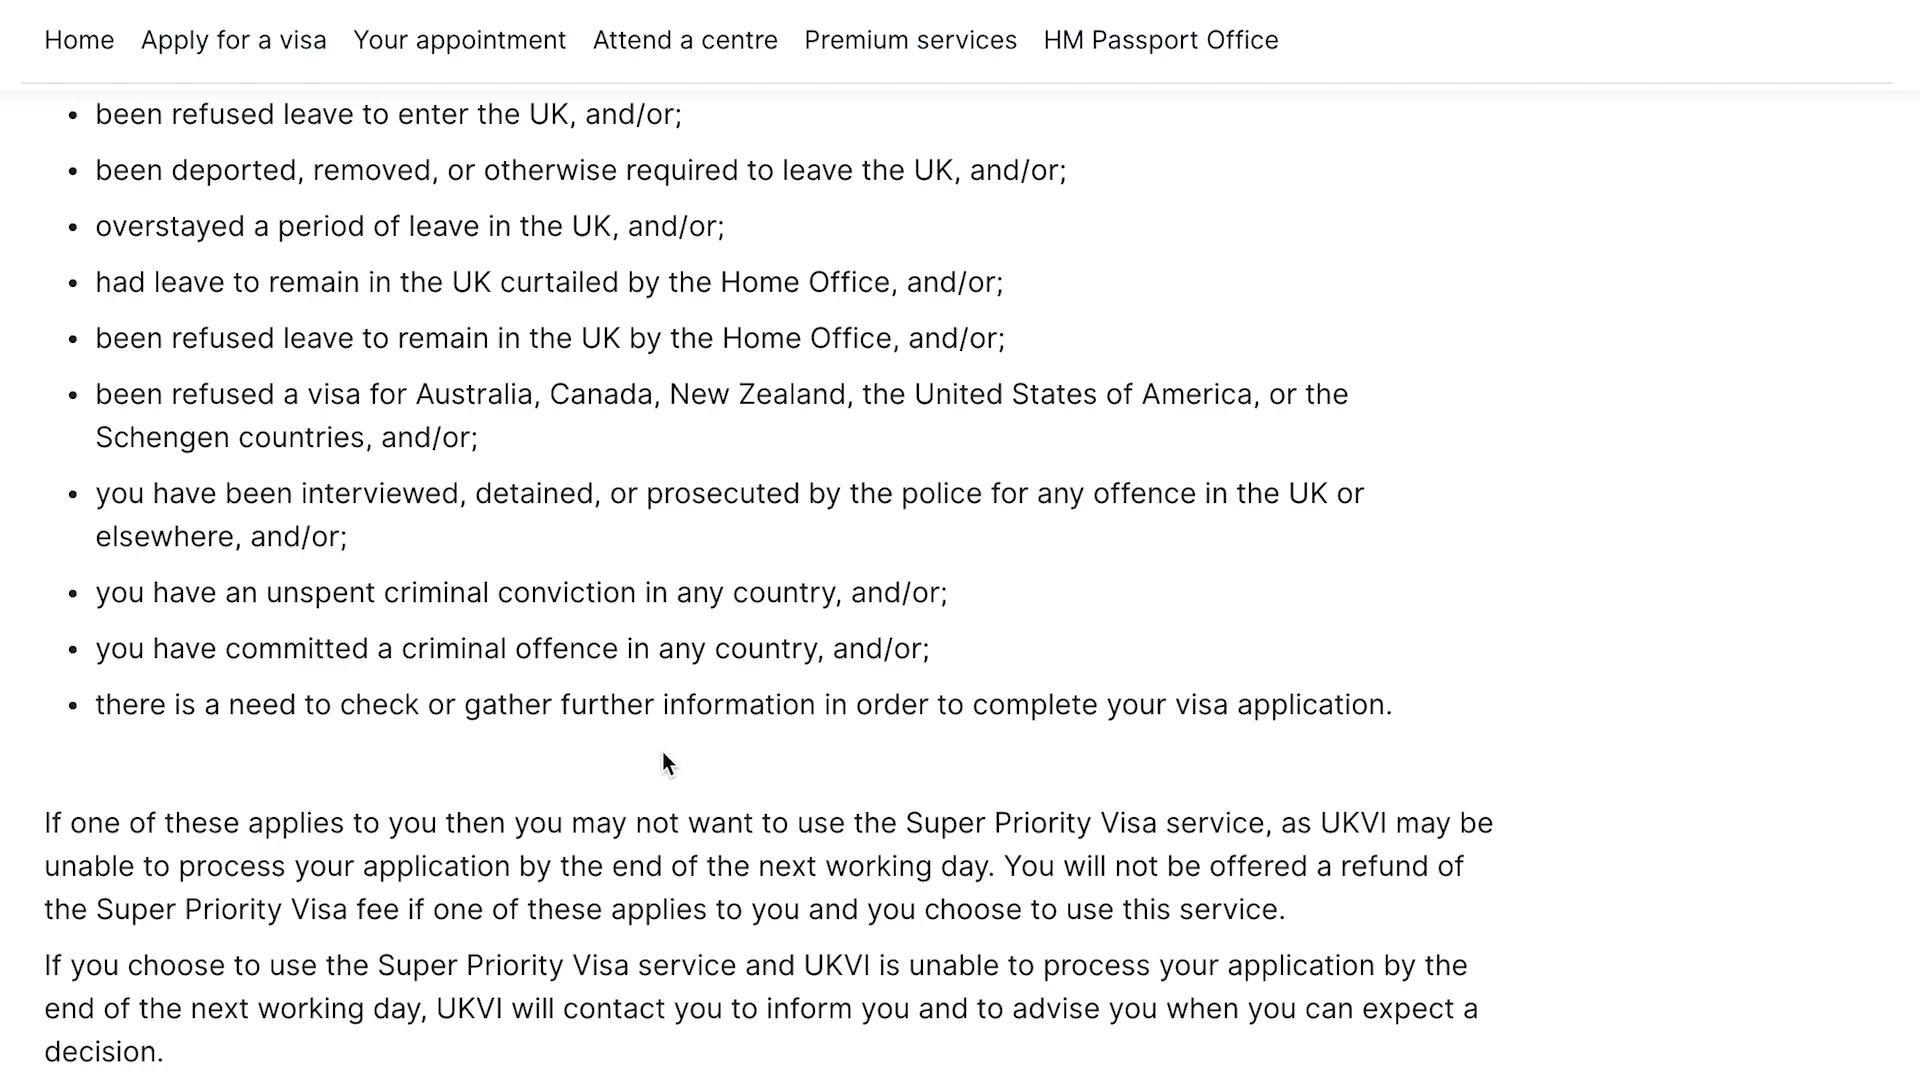 Home Apply for a visa Your appointment Attend a centre Premium services HM Passport Office
• been refused leave to enter the UK, and/or;
• been deported, removed, or otherwise required to leave the UK, and/or;
• overstayed a period of leave in the UK, and/or;
• had leave to remain in the UK curtailed by the Home Office, and/or;
• been refused leave to remain in the UK by the Home Office, and/or;
• been refused a visa for Australia, Canada, New Zealand, the United States of America, or the
Schengen countries, and/or;
• you have been interviewed, detained, or prosecuted by the police for any offence in the UK or
elsewhere, and/or;
• you have an unspent criminal conviction in any country, and/or;
• you have committed a criminal offence in any country, and/or;
• there is a need to check or gather further information in order to complete your visa application.
If one of these applies to you then you may not want to use the Super Priority Visa service, as UKVI may be
unable to process your application by the end of the next working day. You will not be offered a refund of
the Super Priority Visa fee if one of these applies to you and you choose to use this service.
If you choose to use the Super Priority Visa service and UKVI is unable to process your application by the
end of the next working day, UKVI will contact you to inform you and to advise you when you can expect a
decision.